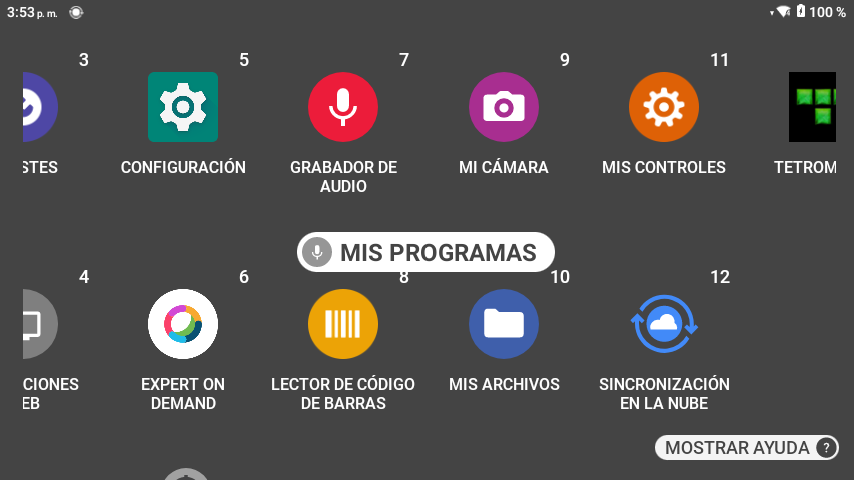 3:53 p. m.
100 %
3
5
7
9
11
STES
CONFIGURACIÓN
GRABADOR DE
AUDIO
MI CÁMARA
MIS CONTROLES
TETROM
MIS PROGRAMAS
4
6
8
10
12
CIONES
EB
EXPERT ON
DEMAND
LECTOR DE CÓDIGO
DE BARRAS
MIS ARCHIVOS
SINCRONIZACIÓN
EN LA NUBE
MOSTRAR AYUDA ?